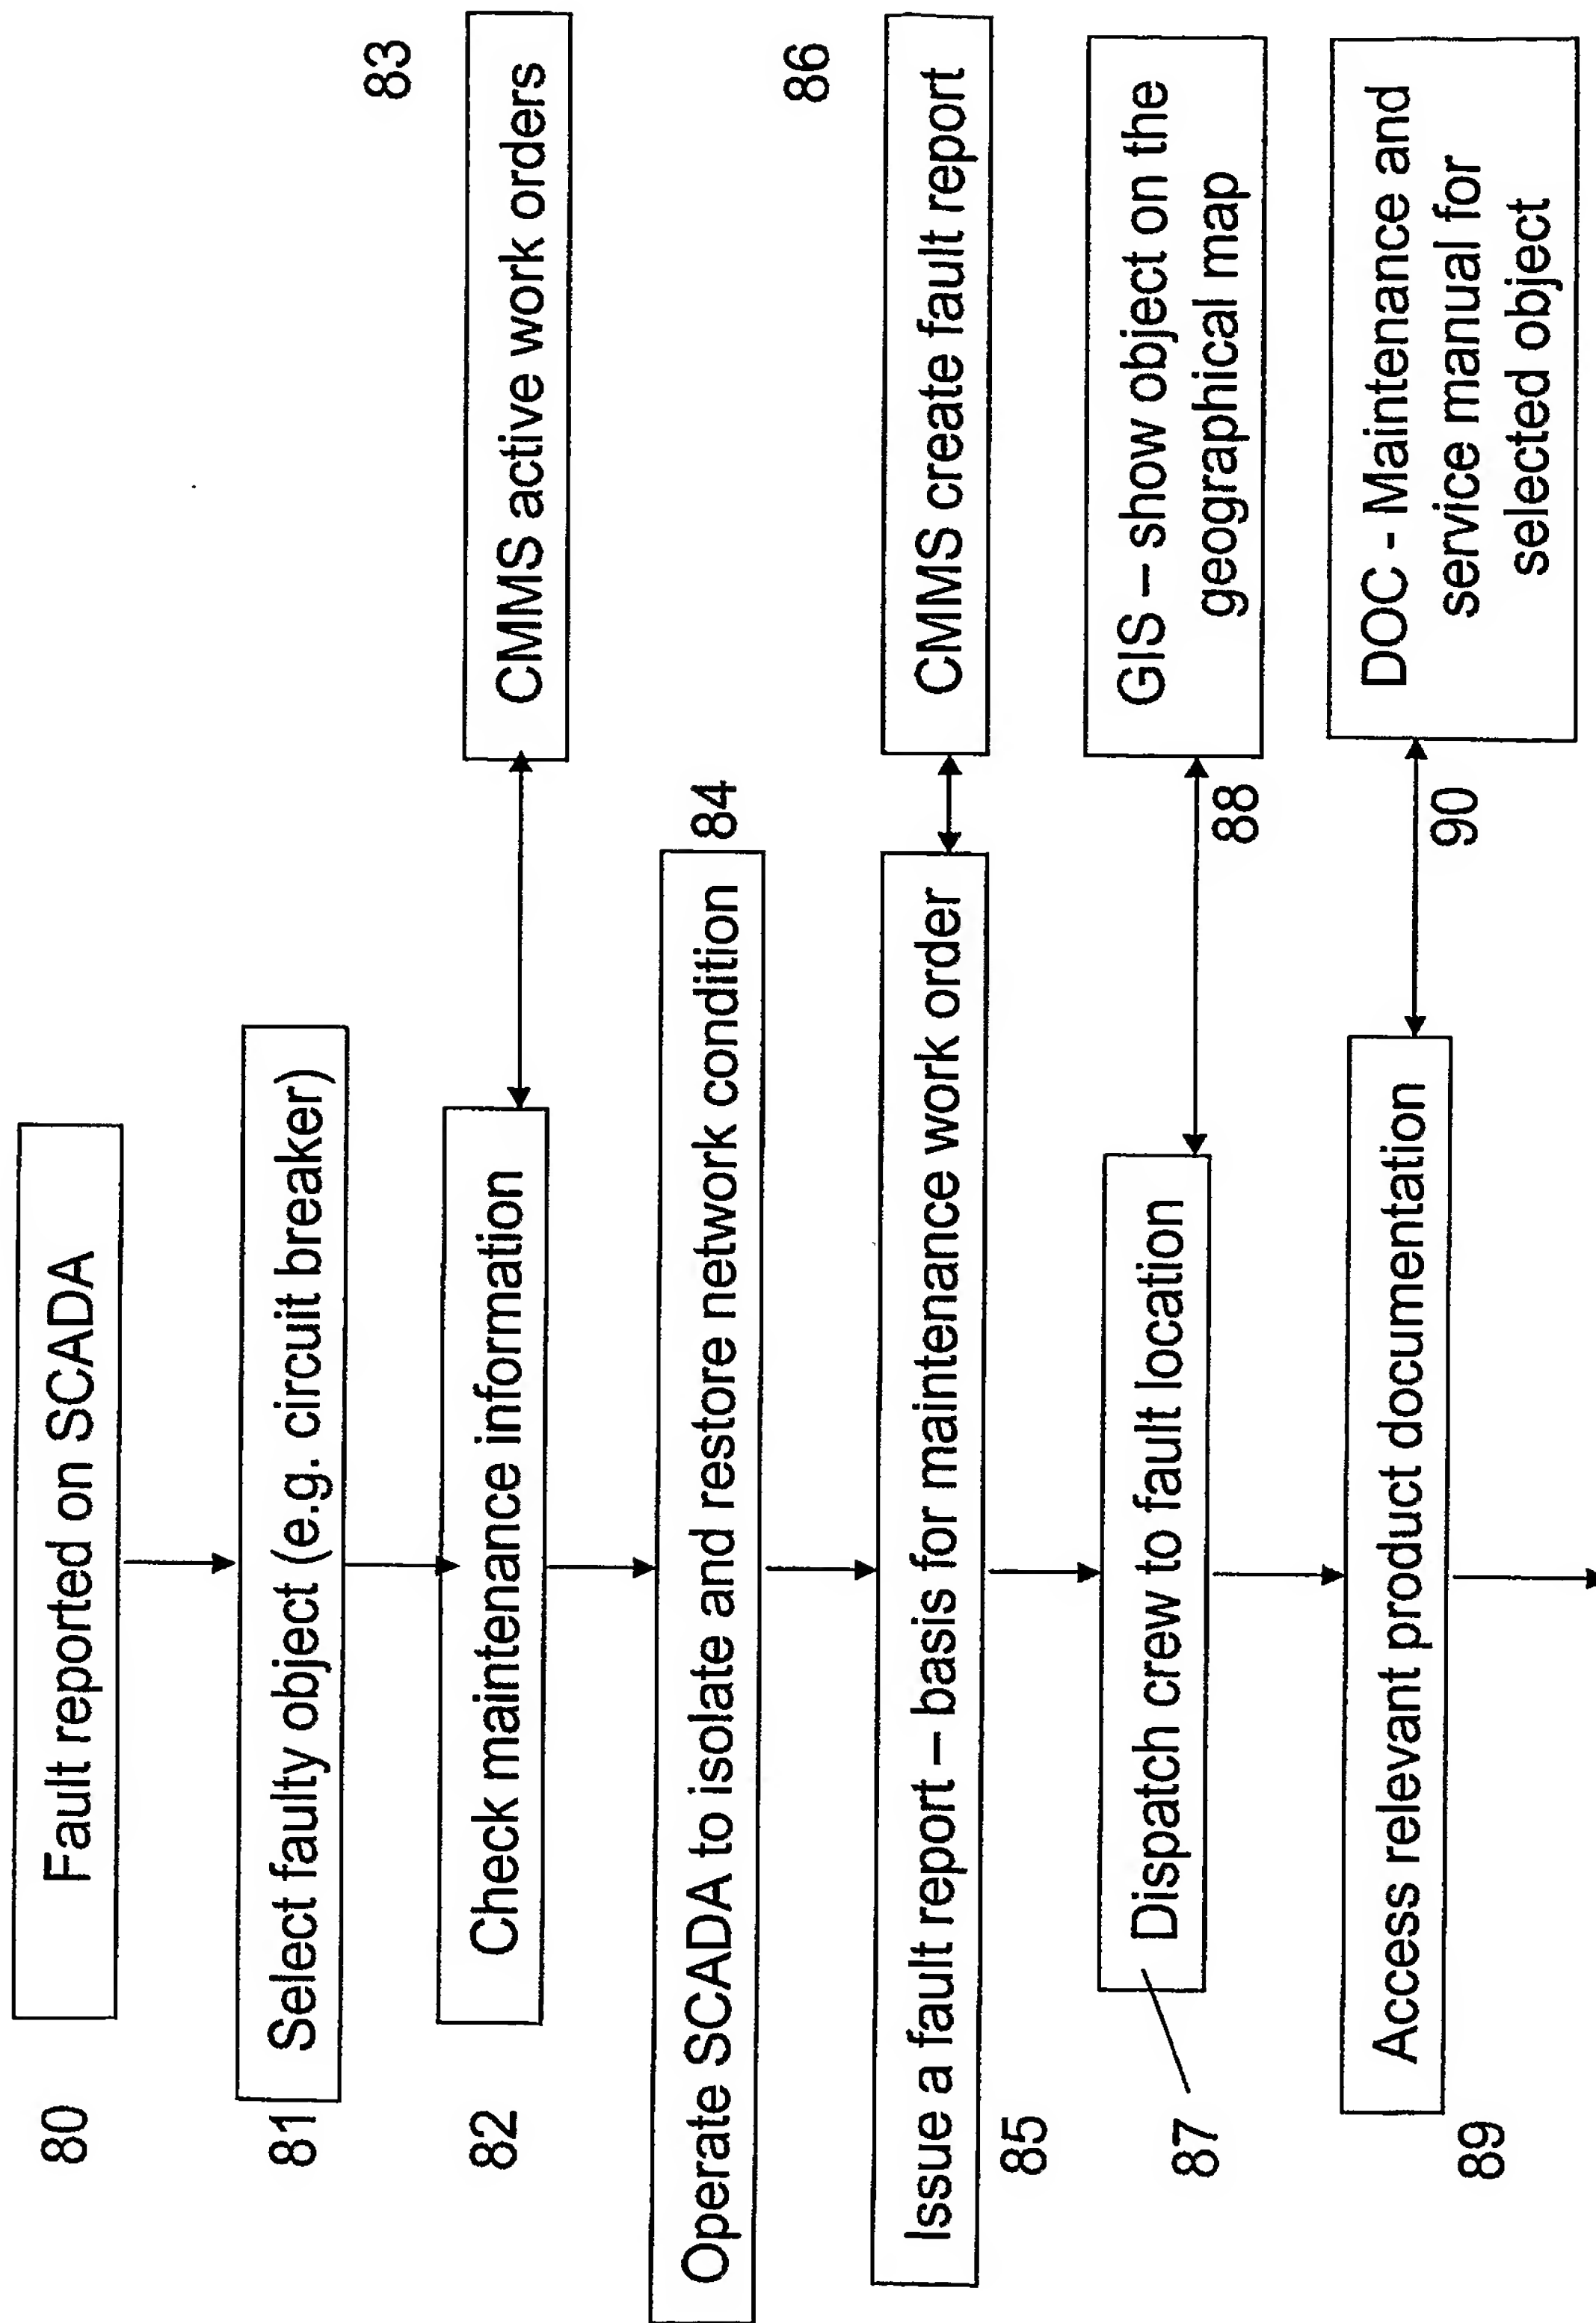 80
Fault reported on SCADA
81
Select faulty object (e.g. circuit breaker)
82
Check maintenance information
83
CMMS active work orders
84
Operate SCADA to isolate and restore network condition
85
Issue a fault report – basis for maintenance work order
86
CMMS create fault report
87
Dispatch crew to fault location
88
GIS – show object on the
geographical map
89
Access relevant product documentation
90
DOC - Maintenance and
service manual for
selected object